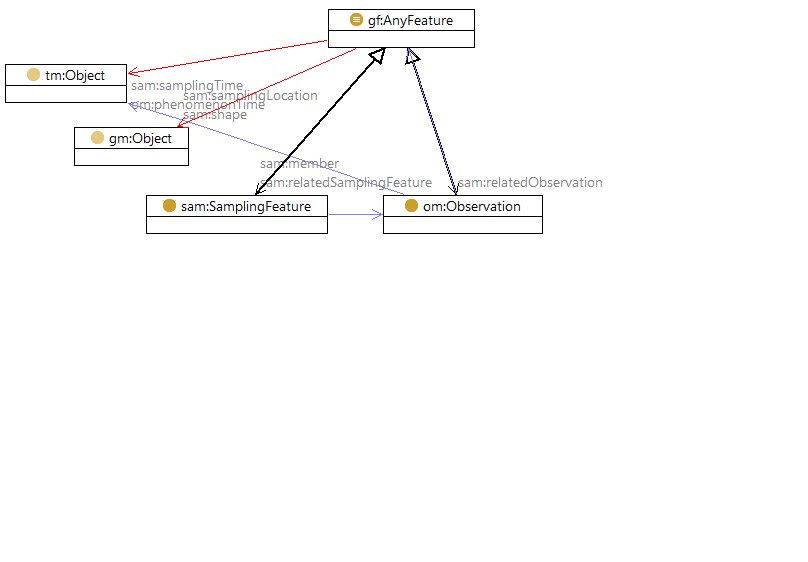 gf:AnyFeature
tm:Object
sam:samplingTime
sam:samplingLocation
om:phenomenonTime
sam:shape
gm:Object
sam:member
sam:relatedSamplingFeature
sam:relatedObservation
sam:SamplingFeature
om:Observation